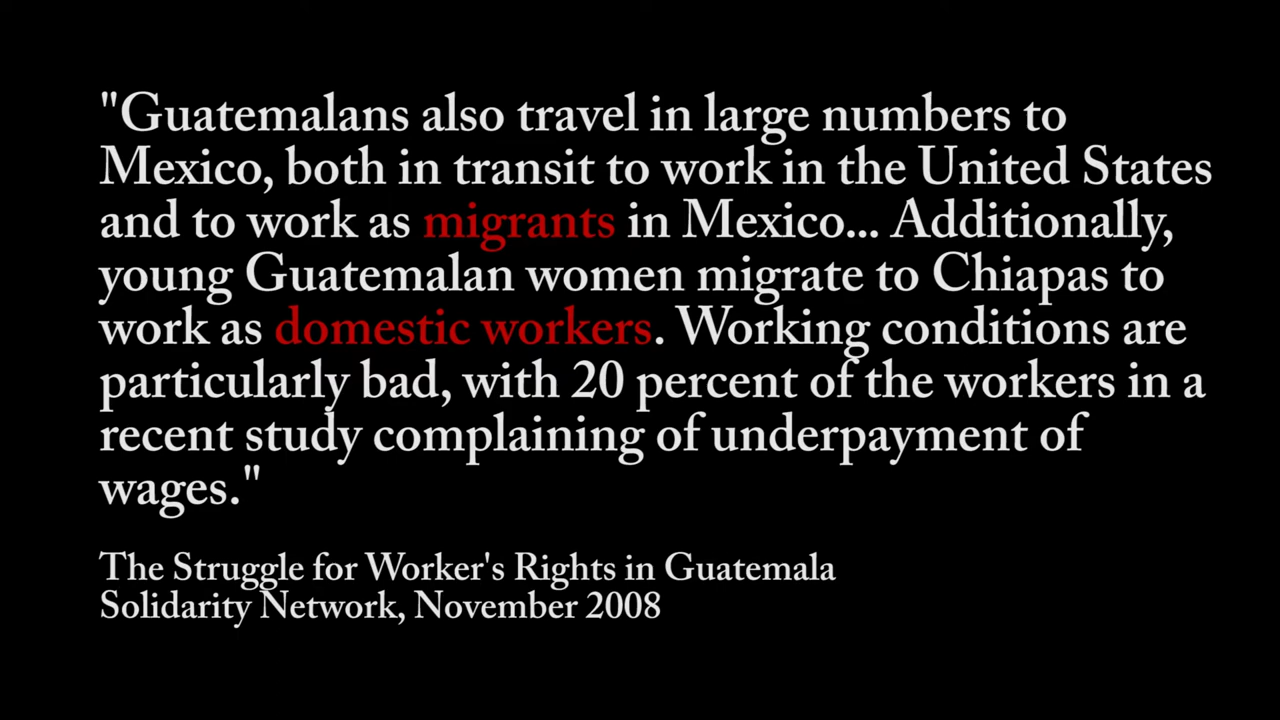 "Guatemalans also travel in large numbers to
Mexico, both in transit to work in the United States
and to work as migrants in Mexico... Additionally,
young Guatemalan women migrate to Chiapas to
work as domestic workers. Working conditions are
particularly bad, with 20 percent of the workers in a
recent study complaining of underpayment of
wages."
The Struggle for Worker's Rights in Guatemala
Solidarity Network, November 2008